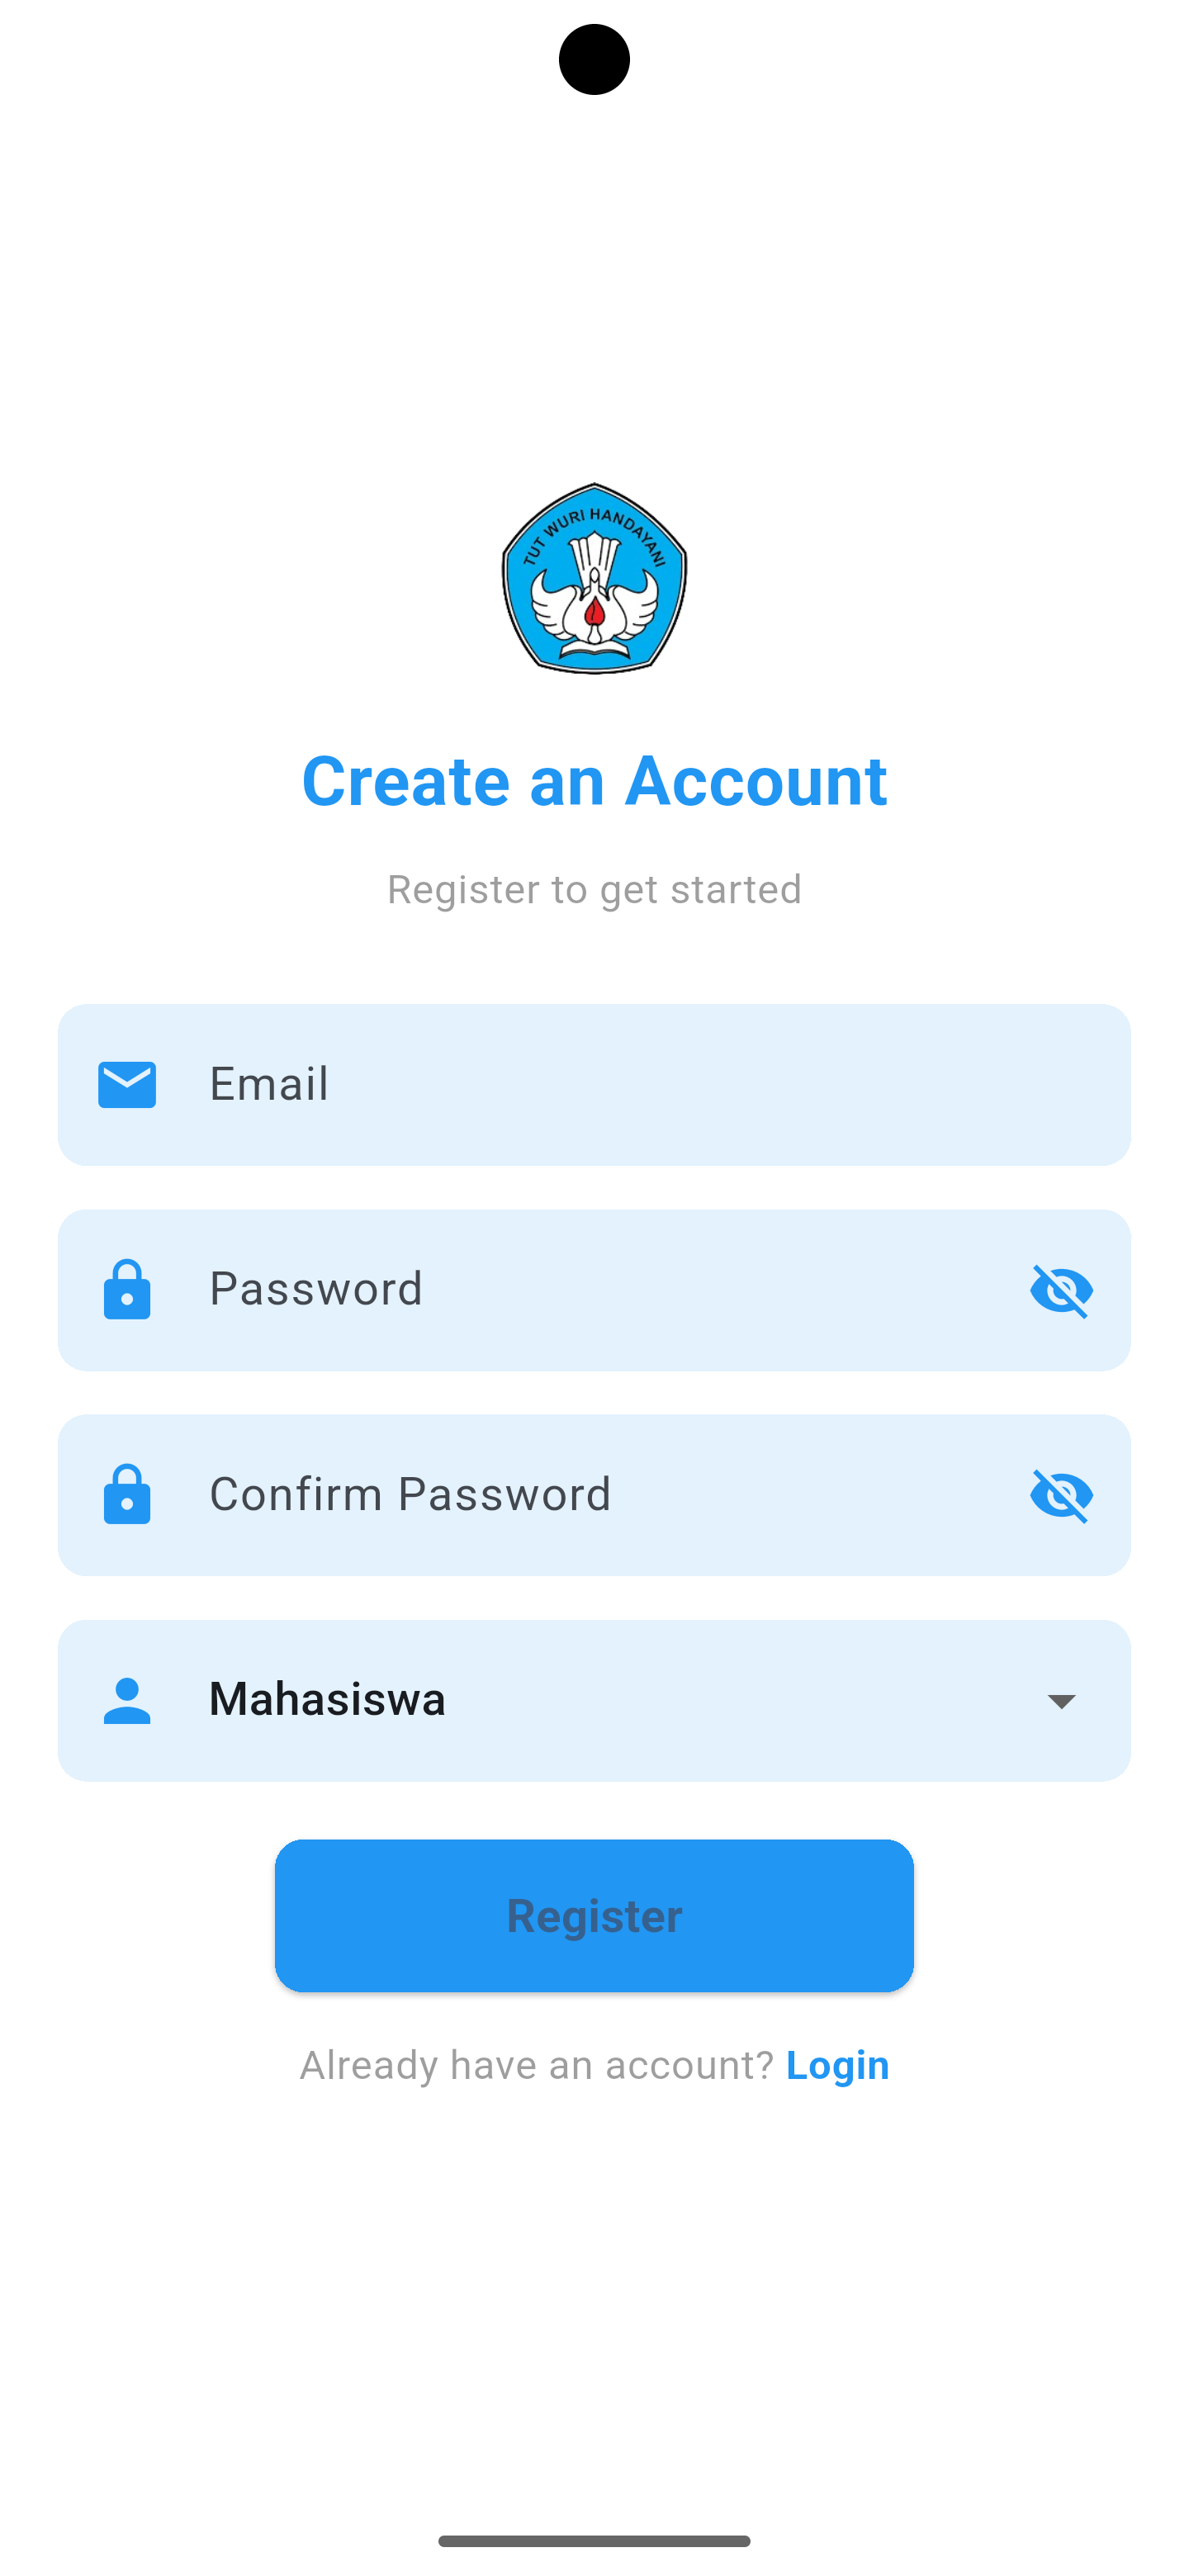 TUT WURI HANDAYANI
Create an Account
Register to get started
Email
Password
Confirm Password
Mahasiswa
Register
Already have an account? Login